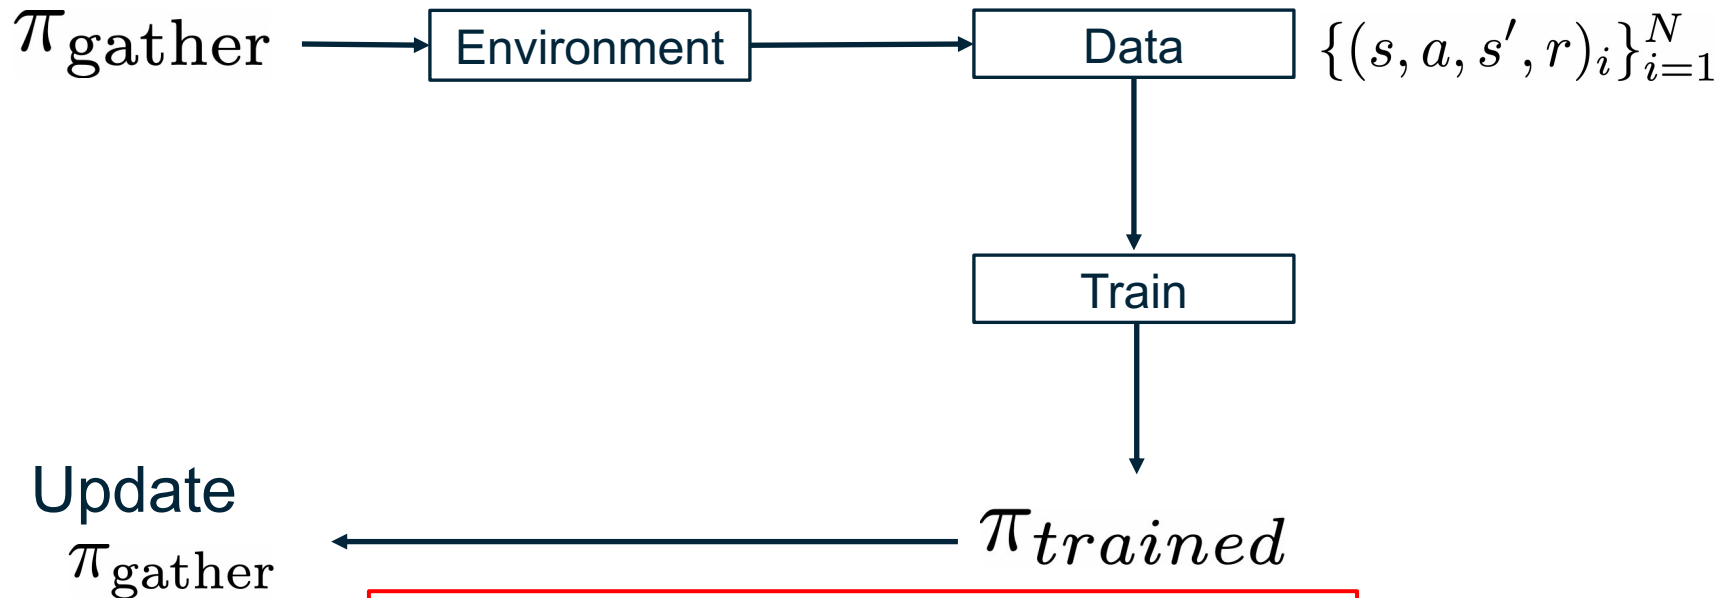 π_gather
Environment
Data
{(s, a, s′, r)_i}_{i=1}^N
Train
Update
π_gather
π_trained